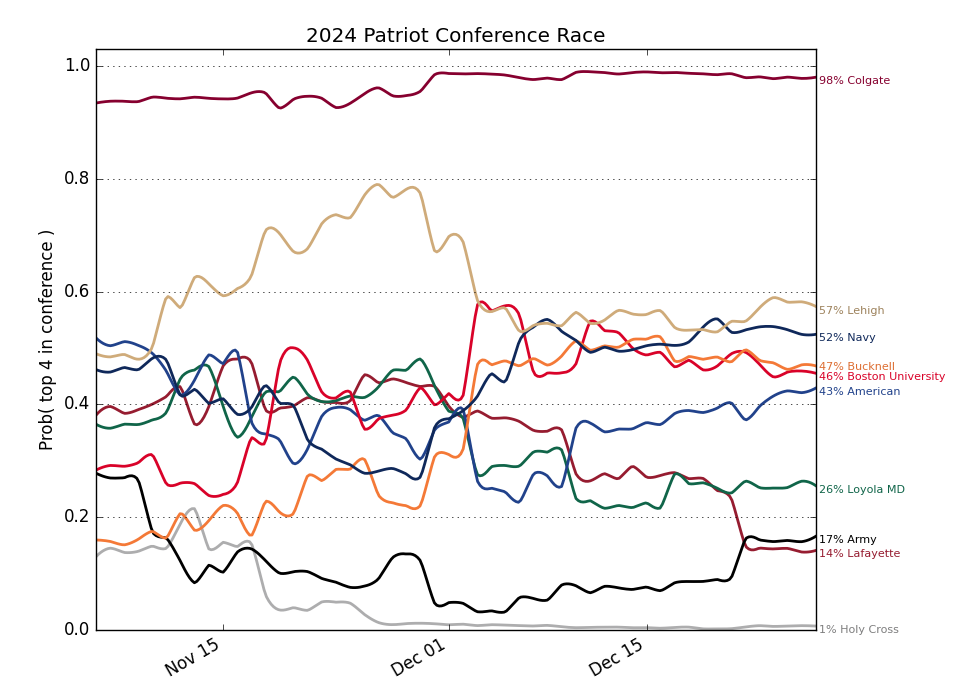 2024 Patriot Conference Race
Prob( top 4 in conference )
1.0
0.8
0.6
0.4
0.2
0.0
Nov 15
Dec 01
Dec 15
98% Colgate
57% Lehigh
52% Navy
47% Bucknell
46% Boston University
43% American
26% Loyola MD
17% Army
14% Lafayette
1% Holy Cross